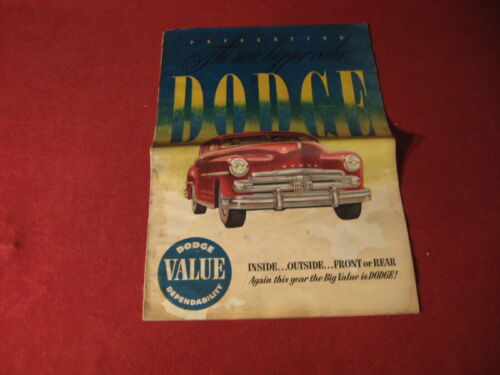 PRESENTING
the new, bigger value
DODGE
DODGE
DODGE
VALUE
DEPENDABILITY
INSIDE...OUTSIDE...FRONT or REAR
Again this year the Big Value is DODGE!